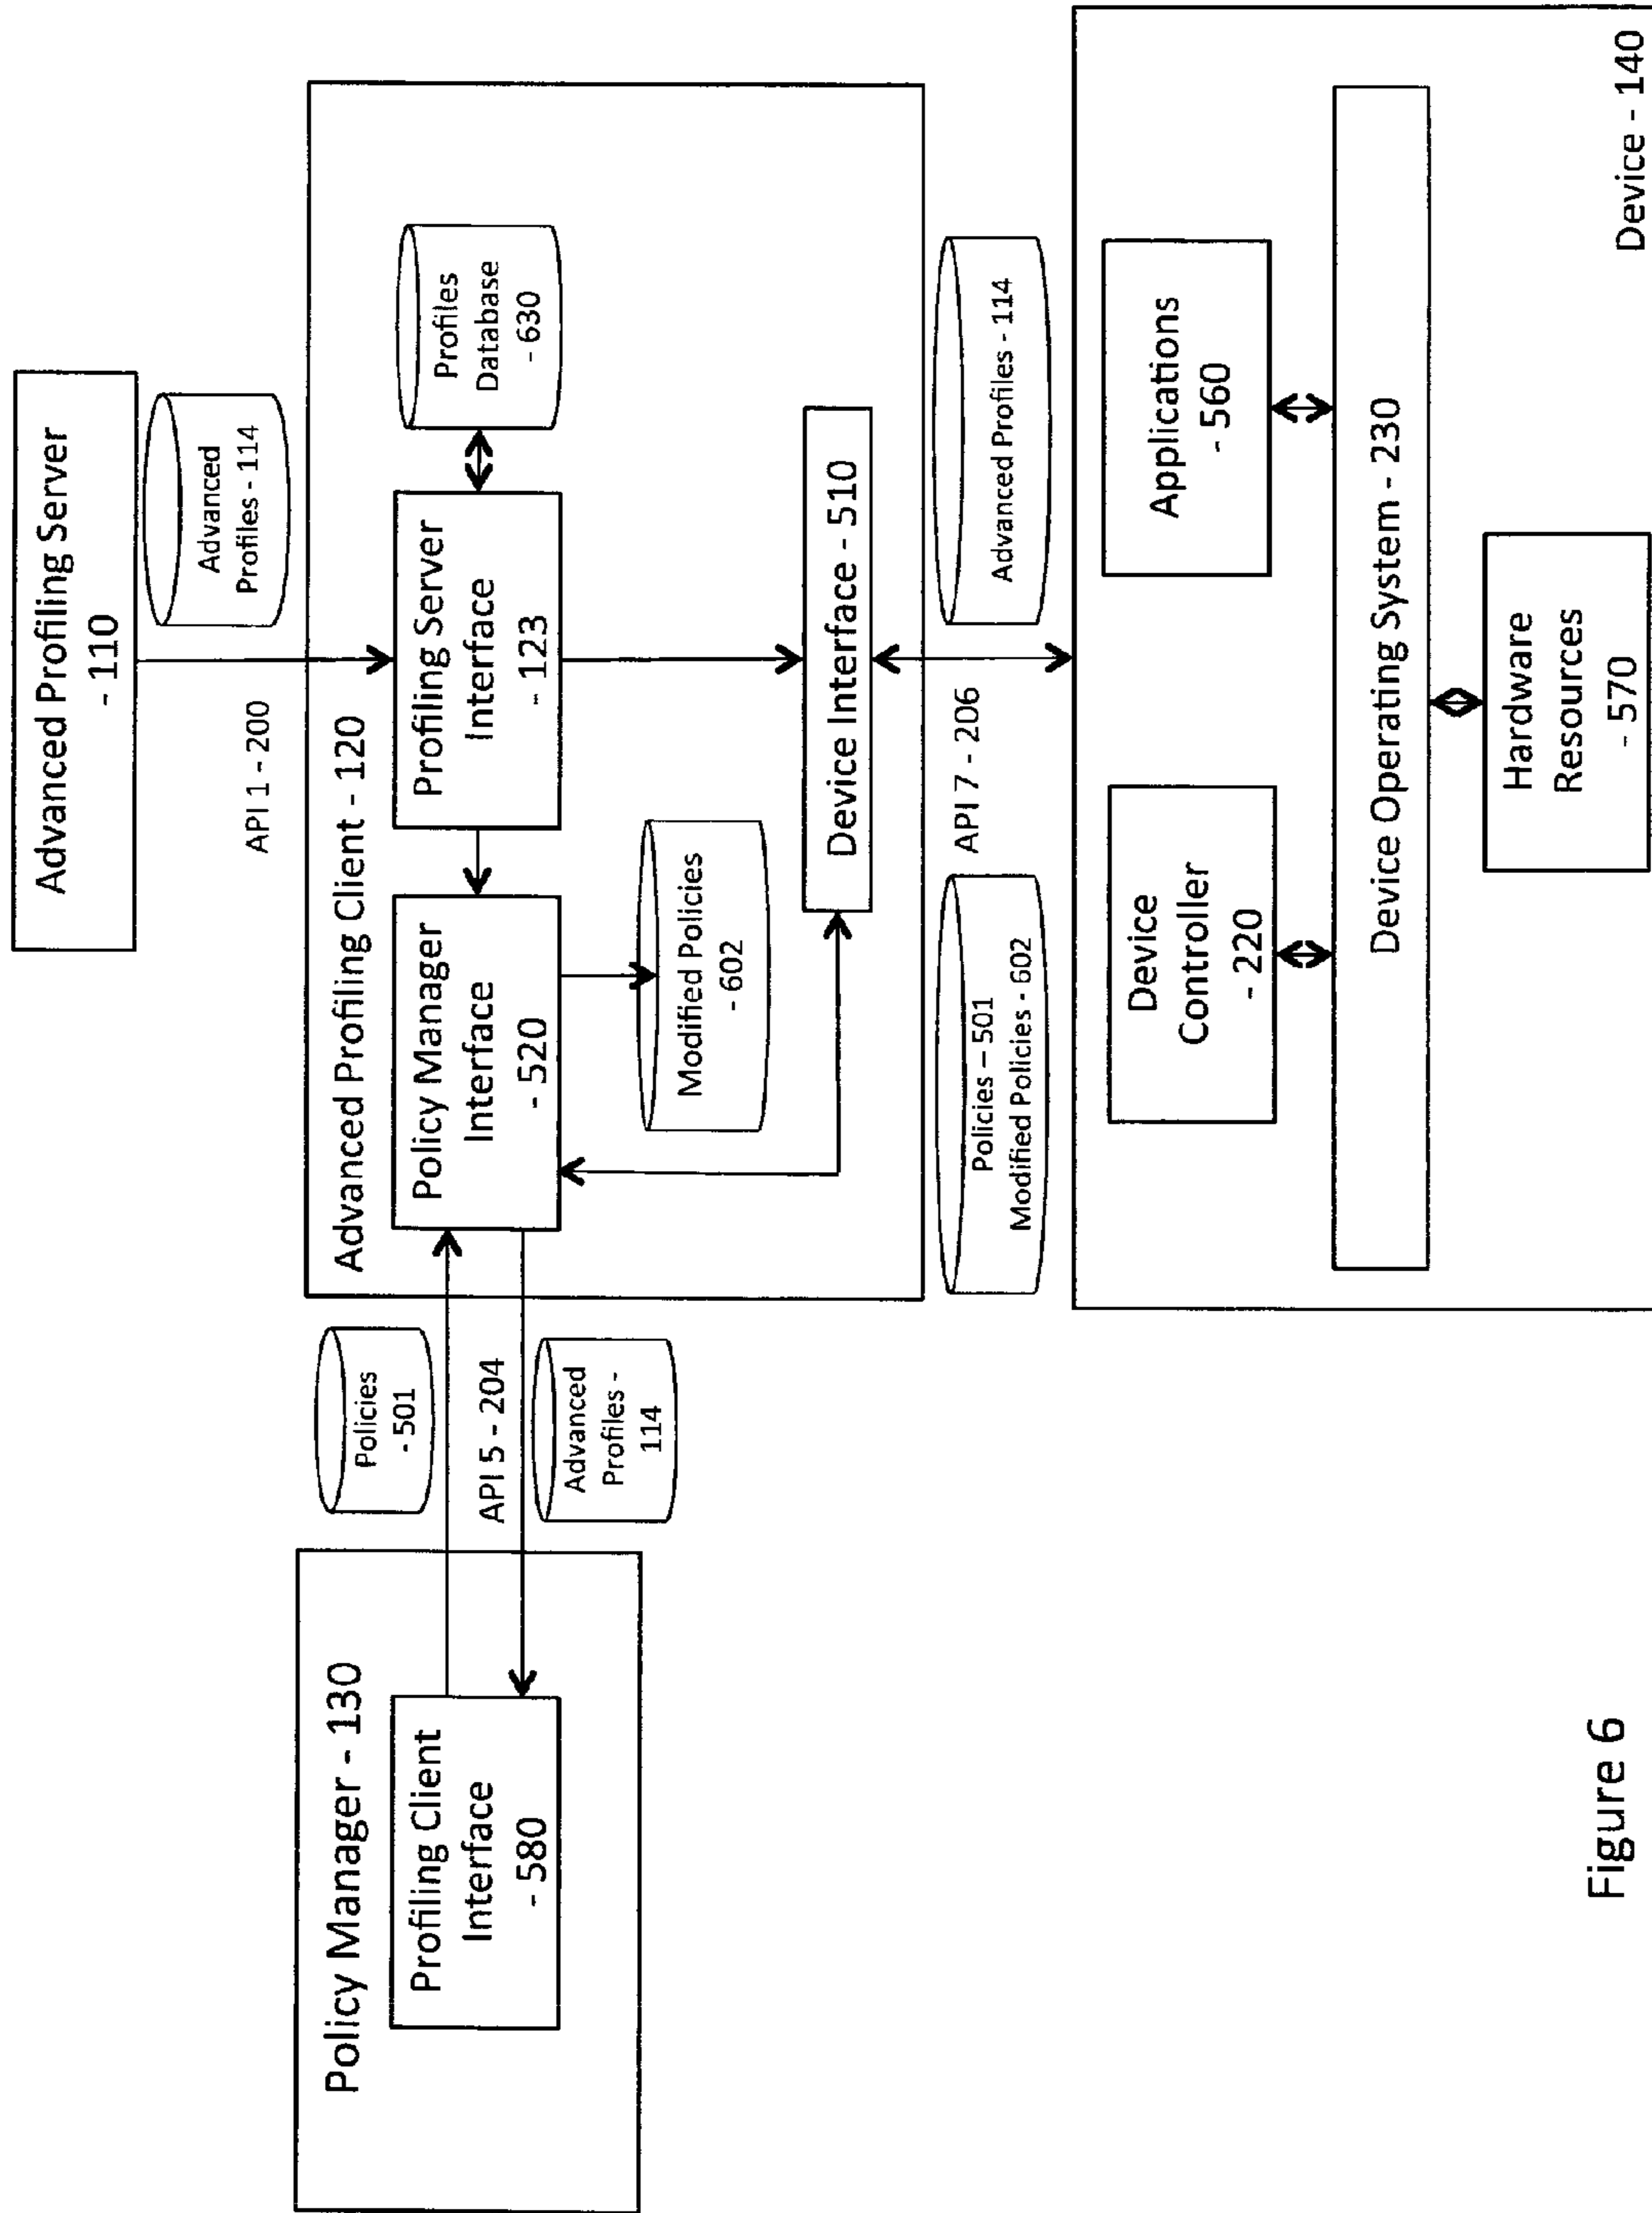 Advanced Profiling Server
- 110
Advanced
Profiles - 114
API 1 - 200
Policy Manager - 130
Profiling Client
Interface
- 580
Policies
- 501
API 5 - 204
Advanced
Profiles -
114
Advanced Profiling Client - 120
Policy Manager
Interface
- 520
Profiling Server
Interface
- 123
Profiles
Database
- 630
Modified Policies
- 602
Device Interface - 510
Policies – 501
Modified Policies - 602
API 7 - 206
Advanced Profiles - 114
Device
Controller
- 220
Applications
- 560
Device Operating System - 230
Hardware
Resources
- 570
Device - 140
Figure 6